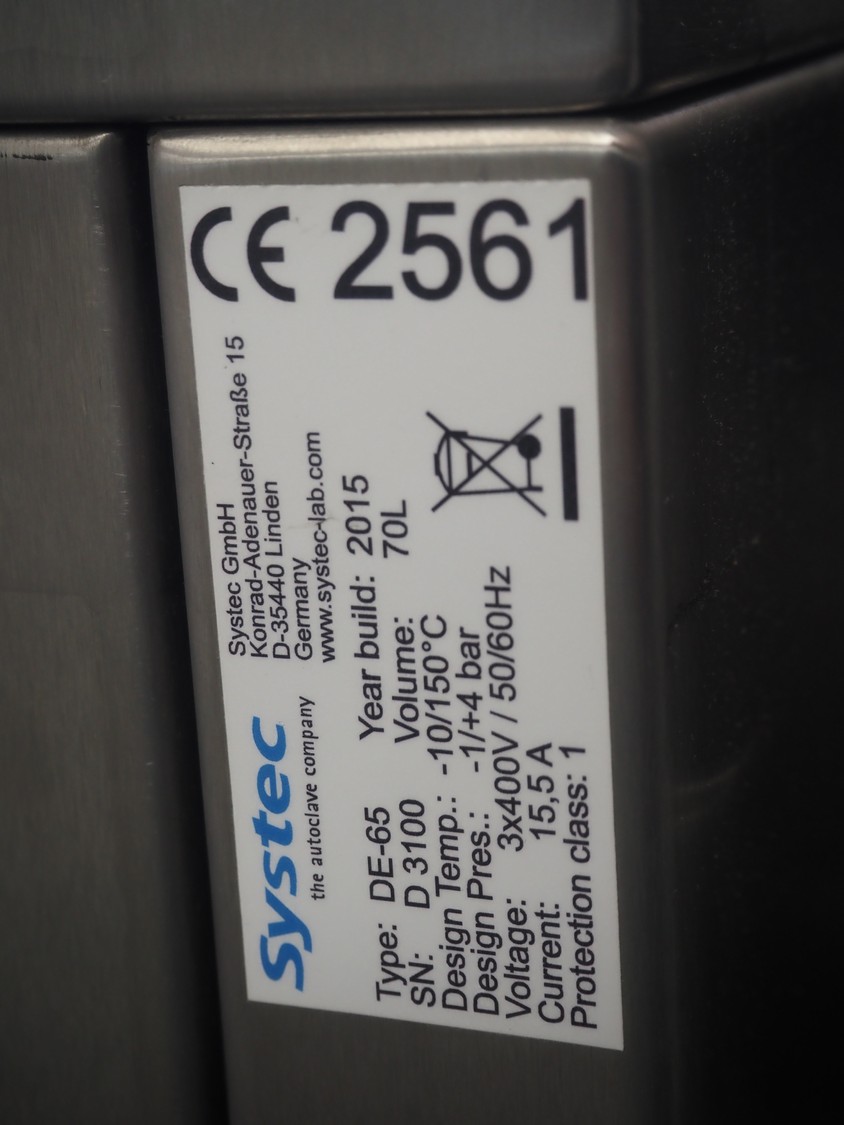 Systec
the autoclave company
Systec GmbH
Konrad-Adenauer-Straße 15
D-35440 Linden
Germany
www.systec-lab.com
CE 2561
Type: DE-65 Year build: 2015
SN: D 3100 Volume: 70L
Design Temp.: -10/150°C
Design Pres.: -1/+4 bar
Voltage: 3x400V / 50/60Hz
Current: 15,5 A
Protection class: 1